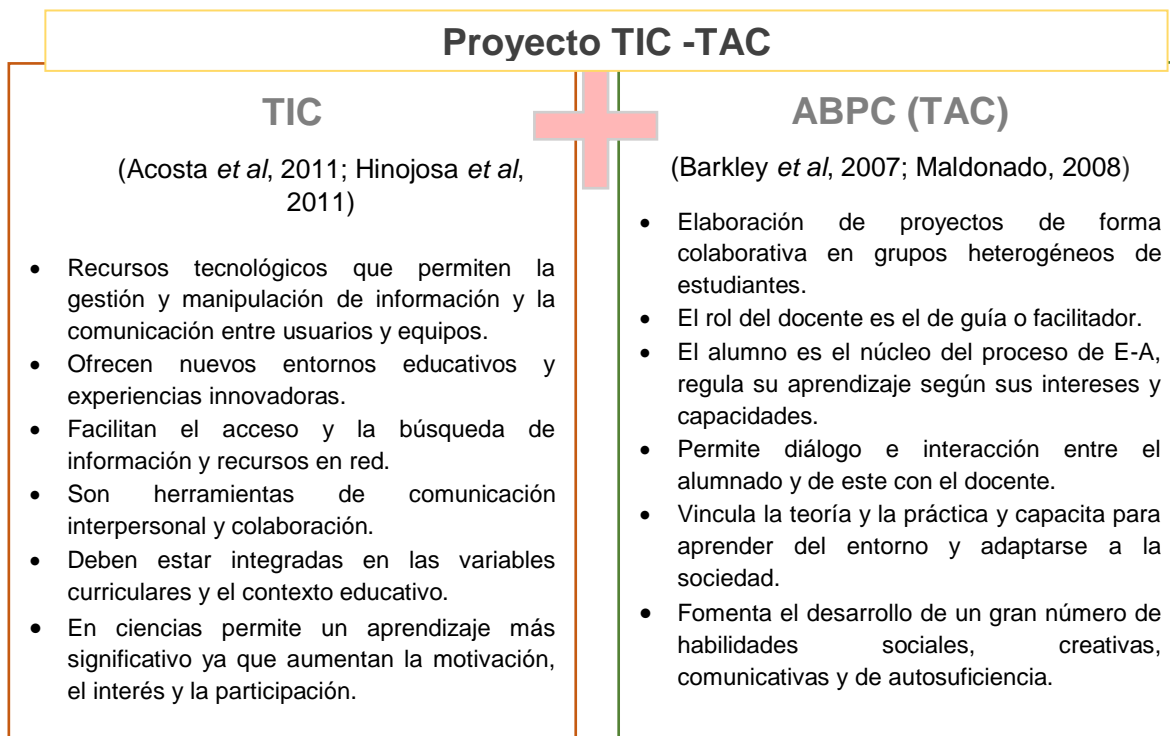 Proyecto TIC -TAC
TIC
(Acosta et al, 2011; Hinojosa et al,
2011)
• Recursos tecnológicos que permiten la
gestión y manipulación de información y la
comunicación entre usuarios y equipos.
• Ofrecen nuevos entornos educativos y
experiencias innovadoras.
• Facilitan el acceso y la búsqueda de
información y recursos en red.
• Son herramientas de comunicación
interpersonal y colaboración.
• Deben estar integradas en las variables
curriculares y el contexto educativo.
• En ciencias permite un aprendizaje más
significativo ya que aumentan la motivación,
el interés y la participación.
ABPC (TAC)
(Barkley et al, 2007; Maldonado, 2008)
• Elaboración de proyectos de forma
colaborativa en grupos heterogéneos de
estudiantes.
• El rol del docente es el de guía o facilitador.
• El alumno es el núcleo del proceso de E-A,
regula su aprendizaje según sus intereses y
capacidades.
• Permite diálogo e interacción entre el
alumnado y de este con el docente.
• Vincula la teoría y la práctica y capacita para
aprender del entorno y adaptarse a la
sociedad.
• Fomenta el desarrollo de un gran número de
habilidades sociales, creativas,
comunicativas y de autosuficiencia.